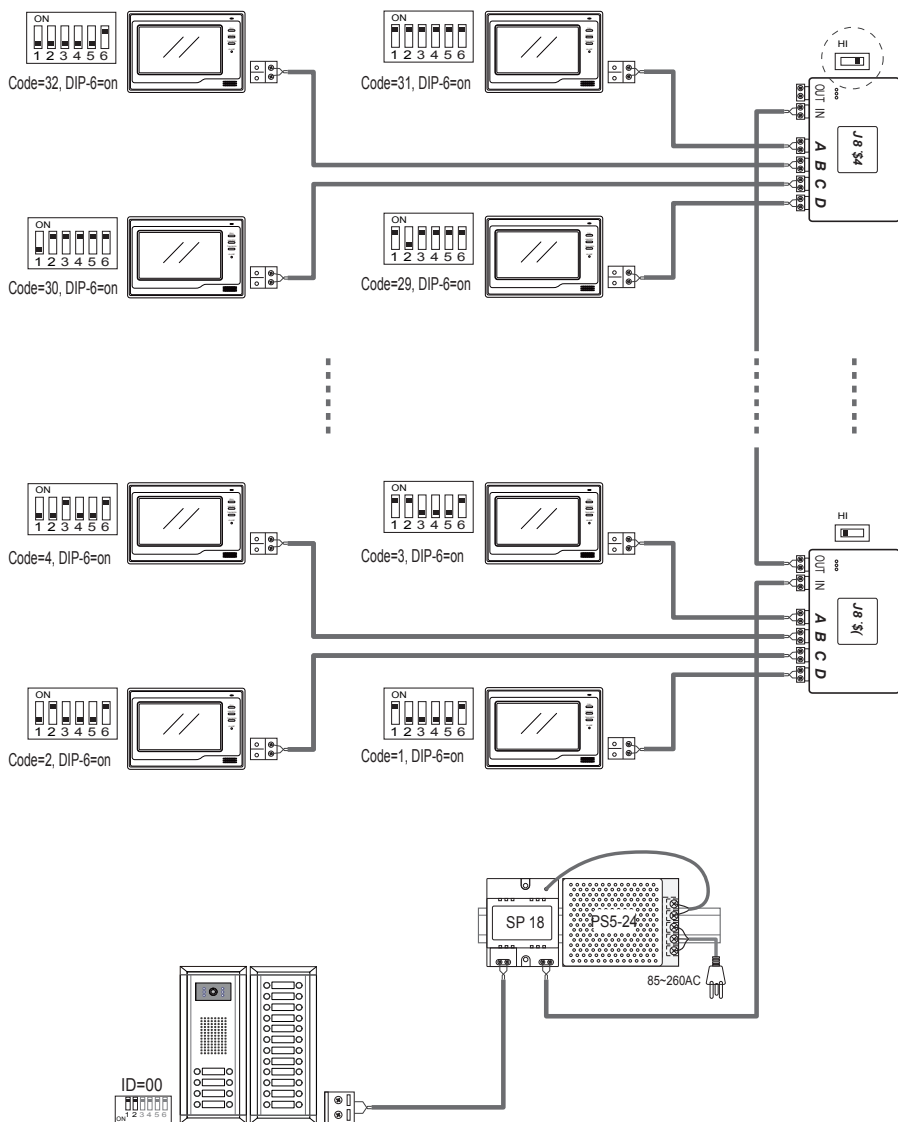 ON
1 2 3 4 5 6
Code=32, DIP-6=on
ON
1 2 3 4 5 6
Code=31, DIP-6=on
HI
OUT IN
A
B
C
D
J8 '$4
ON
1 2 3 4 5 6
Code=30, DIP-6=on
ON
1 2 3 4 5 6
Code=29, DIP-6=on
ON
1 2 3 4 5 6
Code=4, DIP-6=on
ON
1 2 3 4 5 6
Code=3, DIP-6=on
HI
OUT IN
A
B
C
D
J8 '$(
ON
1 2 3 4 5 6
Code=2, DIP-6=on
ON
1 2 3 4 5 6
Code=1, DIP-6=on
SP 18
PS5-24
85~260AC
ID=00
1 2 3 4 5 6
ON